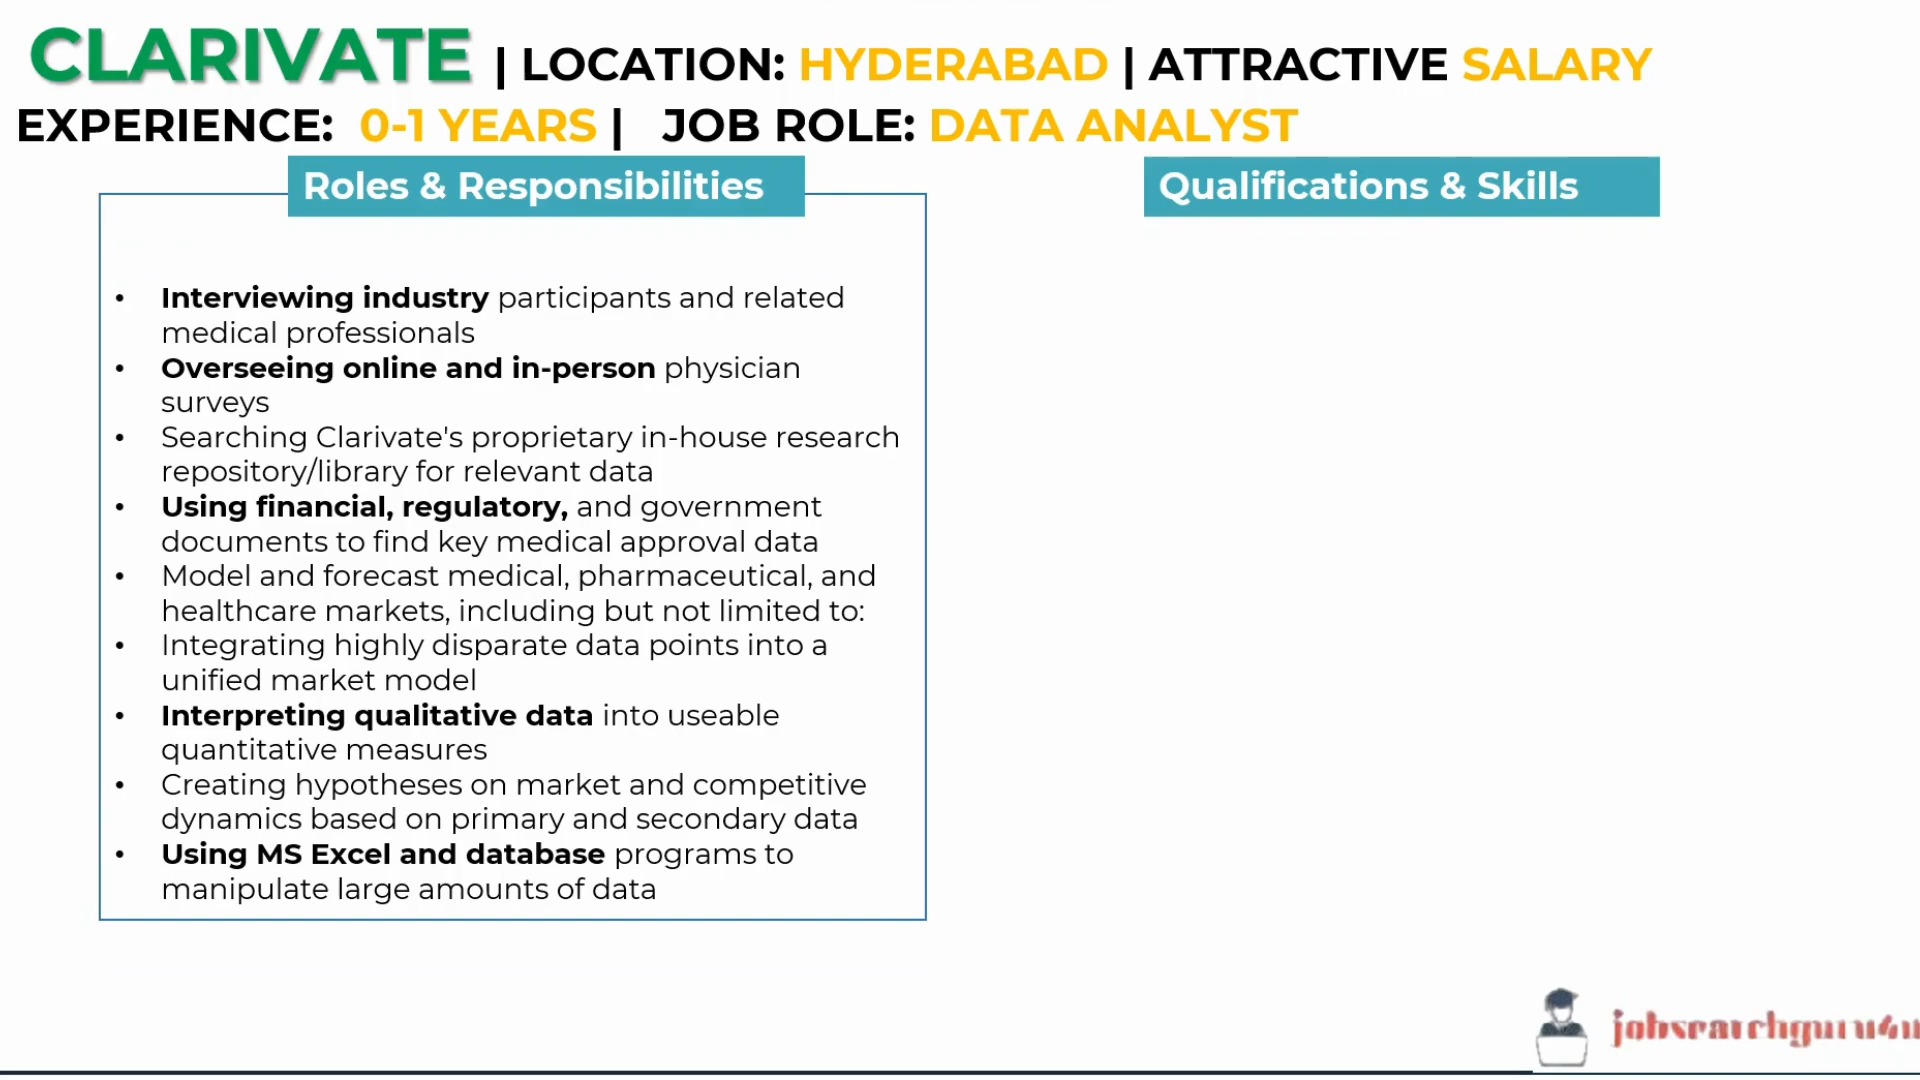 CLARIVATE | LOCATION: HYDERABAD | ATTRACTIVE SALARY
EXPERIENCE: 0-1 YEARS | JOB ROLE: DATA ANALYST
Roles & Responsibilities
• Interviewing industry participants and related
medical professionals
• Overseeing online and in-person physician
surveys
• Searching Clarivate's proprietary in-house research
repository/library for relevant data
• Using financial, regulatory, and government
documents to find key medical approval data
• Model and forecast medical, pharmaceutical, and
healthcare markets, including but not limited to:
• Integrating highly disparate data points into a
unified market model
• Interpreting qualitative data into useable
quantitative measures
• Creating hypotheses on market and competitive
dynamics based on primary and secondary data
• Using MS Excel and database programs to
manipulate large amounts of data
Qualifications & Skills